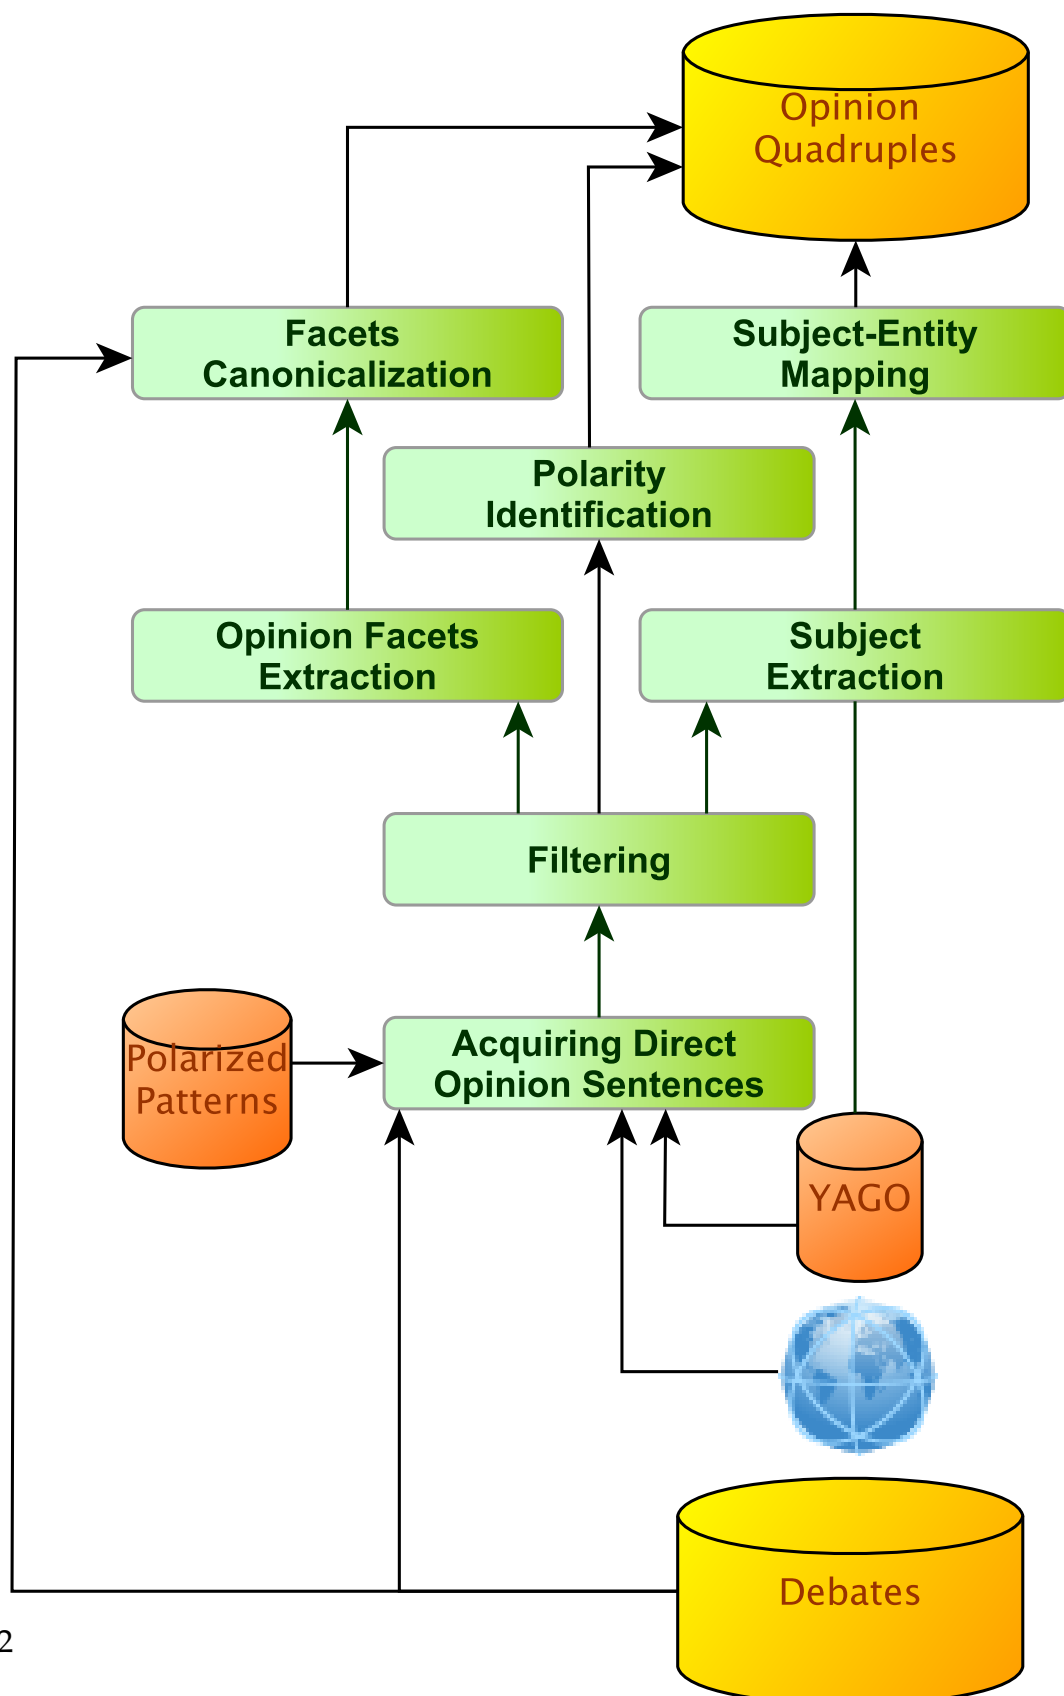 Opinion
Quadruples
Facets
Canonicalization
Subject-Entity
Mapping
Polarity
Identification
Opinion Facets
Extraction
Subject
Extraction
Filtering
Polarized
Patterns
Acquiring Direct
Opinion Sentences
YAGO
Debates
2